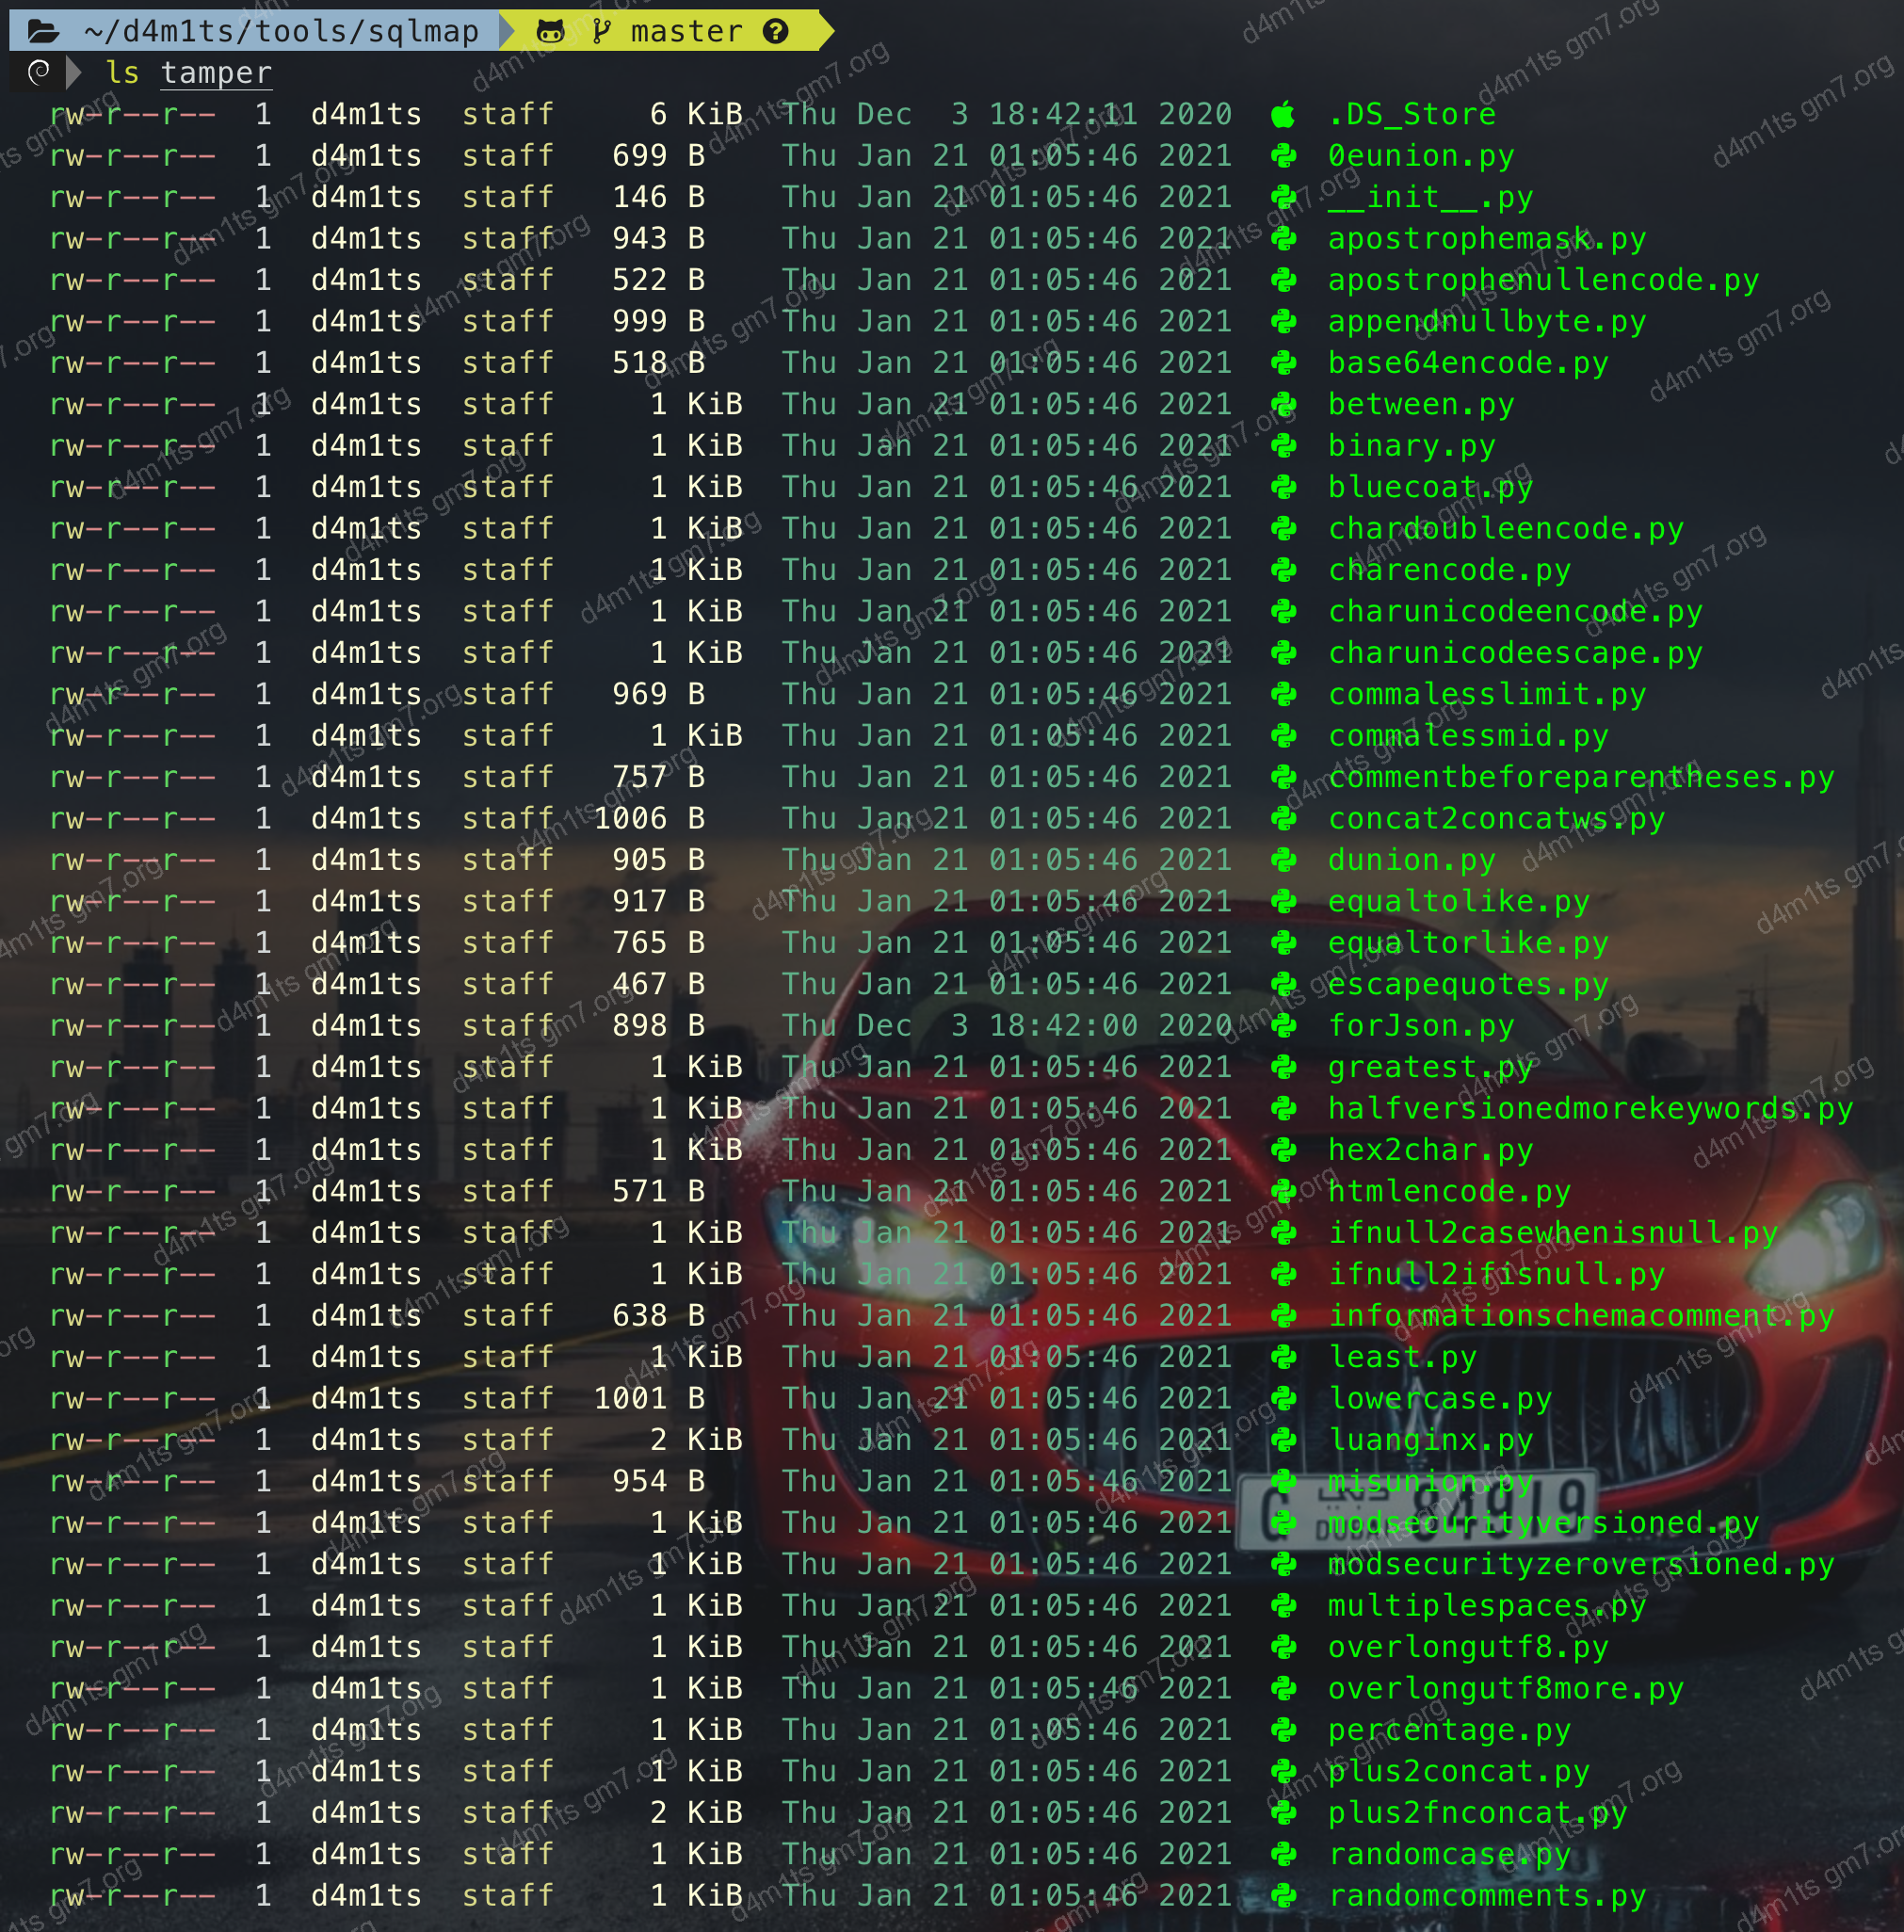 ~/d4m1ts/tools/sqlmap master ?
ls tamper
rw-r--r-- 1 d4m1ts staff 6 KiB Thu Dec 3 18:42:11 2020 .DS_Store
rw-r--r-- 1 d4m1ts staff 699 B Thu Jan 21 01:05:46 2021 0eunion.py
rw-r--r-- 1 d4m1ts staff 146 B Thu Jan 21 01:05:46 2021 __init__.py
rw-r--r-- 1 d4m1ts staff 943 B Thu Jan 21 01:05:46 2021 apostrophemask.py
rw-r--r-- 1 d4m1ts staff 522 B Thu Jan 21 01:05:46 2021 apostrophenullencode.py
rw-r--r-- 1 d4m1ts staff 999 B Thu Jan 21 01:05:46 2021 appendnullbyte.py
rw-r--r-- 1 d4m1ts staff 518 B Thu Jan 21 01:05:46 2021 base64encode.py
rw-r--r-- 1 d4m1ts staff 1 KiB Thu Jan 21 01:05:46 2021 between.py
rw-r--r-- 1 d4m1ts staff 1 KiB Thu Jan 21 01:05:46 2021 binary.py
rw-r--r-- 1 d4m1ts staff 1 KiB Thu Jan 21 01:05:46 2021 bluecoat.py
rw-r--r-- 1 d4m1ts staff 1 KiB Thu Jan 21 01:05:46 2021 chardoubleencode.py
rw-r--r-- 1 d4m1ts staff 1 KiB Thu Jan 21 01:05:46 2021 charencode.py
rw-r--r-- 1 d4m1ts staff 1 KiB Thu Jan 21 01:05:46 2021 charunicodeencode.py
rw-r--r-- 1 d4m1ts staff 1 KiB Thu Jan 21 01:05:46 2021 charunicodeescape.py
rw-r--r-- 1 d4m1ts staff 969 B Thu Jan 21 01:05:46 2021 commalesslimit.py
rw-r--r-- 1 d4m1ts staff 1 KiB Thu Jan 21 01:05:46 2021 commalessmid.py
rw-r--r-- 1 d4m1ts staff 757 B Thu Jan 21 01:05:46 2021 commentbeforeparentheses.py
rw-r--r-- 1 d4m1ts staff 1006 B Thu Jan 21 01:05:46 2021 concat2concatws.py
rw-r--r-- 1 d4m1ts staff 905 B Thu Jan 21 01:05:46 2021 dunion.py
rw-r--r-- 1 d4m1ts staff 917 B Thu Jan 21 01:05:46 2021 equaltolike.py
rw-r--r-- 1 d4m1ts staff 765 B Thu Jan 21 01:05:46 2021 equaltorlike.py
rw-r--r-- 1 d4m1ts staff 467 B Thu Jan 21 01:05:46 2021 escapequotes.py
rw-r--r-- 1 d4m1ts staff 898 B Thu Dec 3 18:42:00 2020 forJson.py
rw-r--r-- 1 d4m1ts staff 1 KiB Thu Jan 21 01:05:46 2021 greatest.py
rw-r--r-- 1 d4m1ts staff 1 KiB Thu Jan 21 01:05:46 2021 halfversionedmorekeywords.py
rw-r--r-- 1 d4m1ts staff 1 KiB Thu Jan 21 01:05:46 2021 hex2char.py
rw-r--r-- 1 d4m1ts staff 571 B Thu Jan 21 01:05:46 2021 htmlencode.py
rw-r--r-- 1 d4m1ts staff 1 KiB Thu Jan 21 01:05:46 2021 ifnull2casewhenisnull.py
rw-r--r-- 1 d4m1ts staff 1 KiB Thu Jan 21 01:05:46 2021 ifnull2ifisnull.py
rw-r--r-- 1 d4m1ts staff 638 B Thu Jan 21 01:05:46 2021 informationschemacomment.py
rw-r--r-- 1 d4m1ts staff 1 KiB Thu Jan 21 01:05:46 2021 least.py
rw-r--r-- 1 d4m1ts staff 1001 B Thu Jan 21 01:05:46 2021 lowercase.py
rw-r--r-- 1 d4m1ts staff 2 KiB Thu Jan 21 01:05:46 2021 luanginx.py
rw-r--r-- 1 d4m1ts staff 954 B Thu Jan 21 01:05:46 2021 misunion.py
rw-r--r-- 1 d4m1ts staff 1 KiB Thu Jan 21 01:05:46 2021 modsecurityversioned.py
rw-r--r-- 1 d4m1ts staff 1 KiB Thu Jan 21 01:05:46 2021 modsecurityzeroversioned.py
rw-r--r-- 1 d4m1ts staff 1 KiB Thu Jan 21 01:05:46 2021 multiplespaces.py
rw-r--r-- 1 d4m1ts staff 1 KiB Thu Jan 21 01:05:46 2021 overlongutf8.py
rw-r--r-- 1 d4m1ts staff 1 KiB Thu Jan 21 01:05:46 2021 overlongutf8more.py
rw-r--r-- 1 d4m1ts staff 1 KiB Thu Jan 21 01:05:46 2021 percentage.py
rw-r--r-- 1 d4m1ts staff 1 KiB Thu Jan 21 01:05:46 2021 plus2concat.py
rw-r--r-- 1 d4m1ts staff 2 KiB Thu Jan 21 01:05:46 2021 plus2fnconcat.py
rw-r--r-- 1 d4m1ts staff 1 KiB Thu Jan 21 01:05:46 2021 randomcase.py
rw-r--r-- 1 d4m1ts staff 1 KiB Thu Jan 21 01:05:46 2021 randomcomments.py
d4m1ts gm7.org